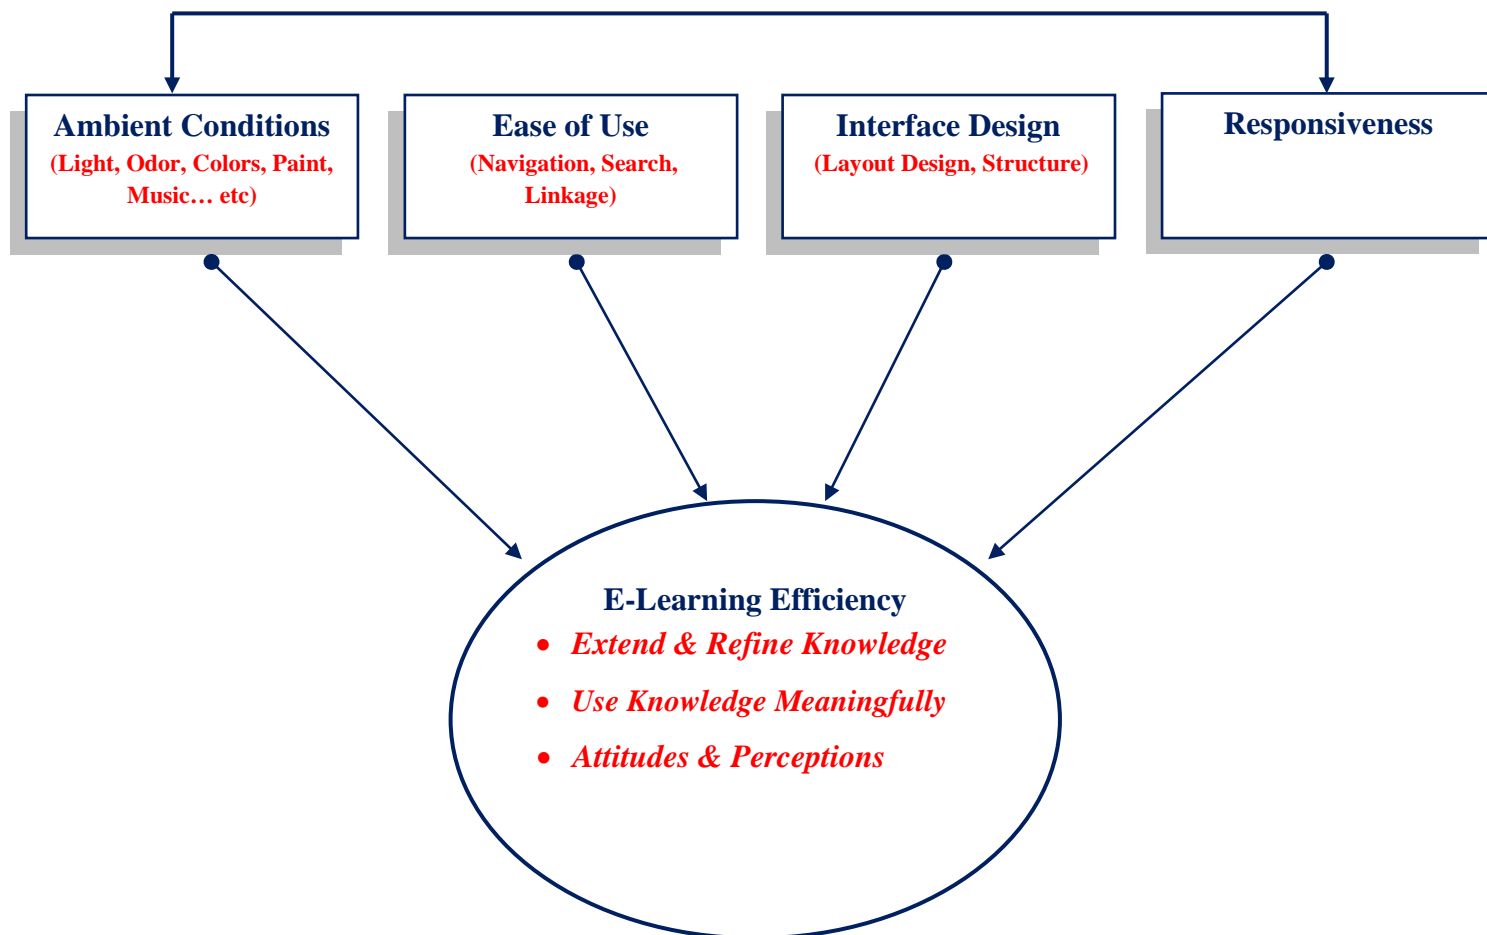 Ambient Conditions
(Light, Odor, Colors, Paint,
Music… etc)
Ease of Use
(Navigation, Search,
Linkage)
Interface Design
(Layout Design, Structure)
Responsiveness
E-Learning Efficiency
• Extend & Refine Knowledge
• Use Knowledge Meaningfully
• Attitudes & Perceptions